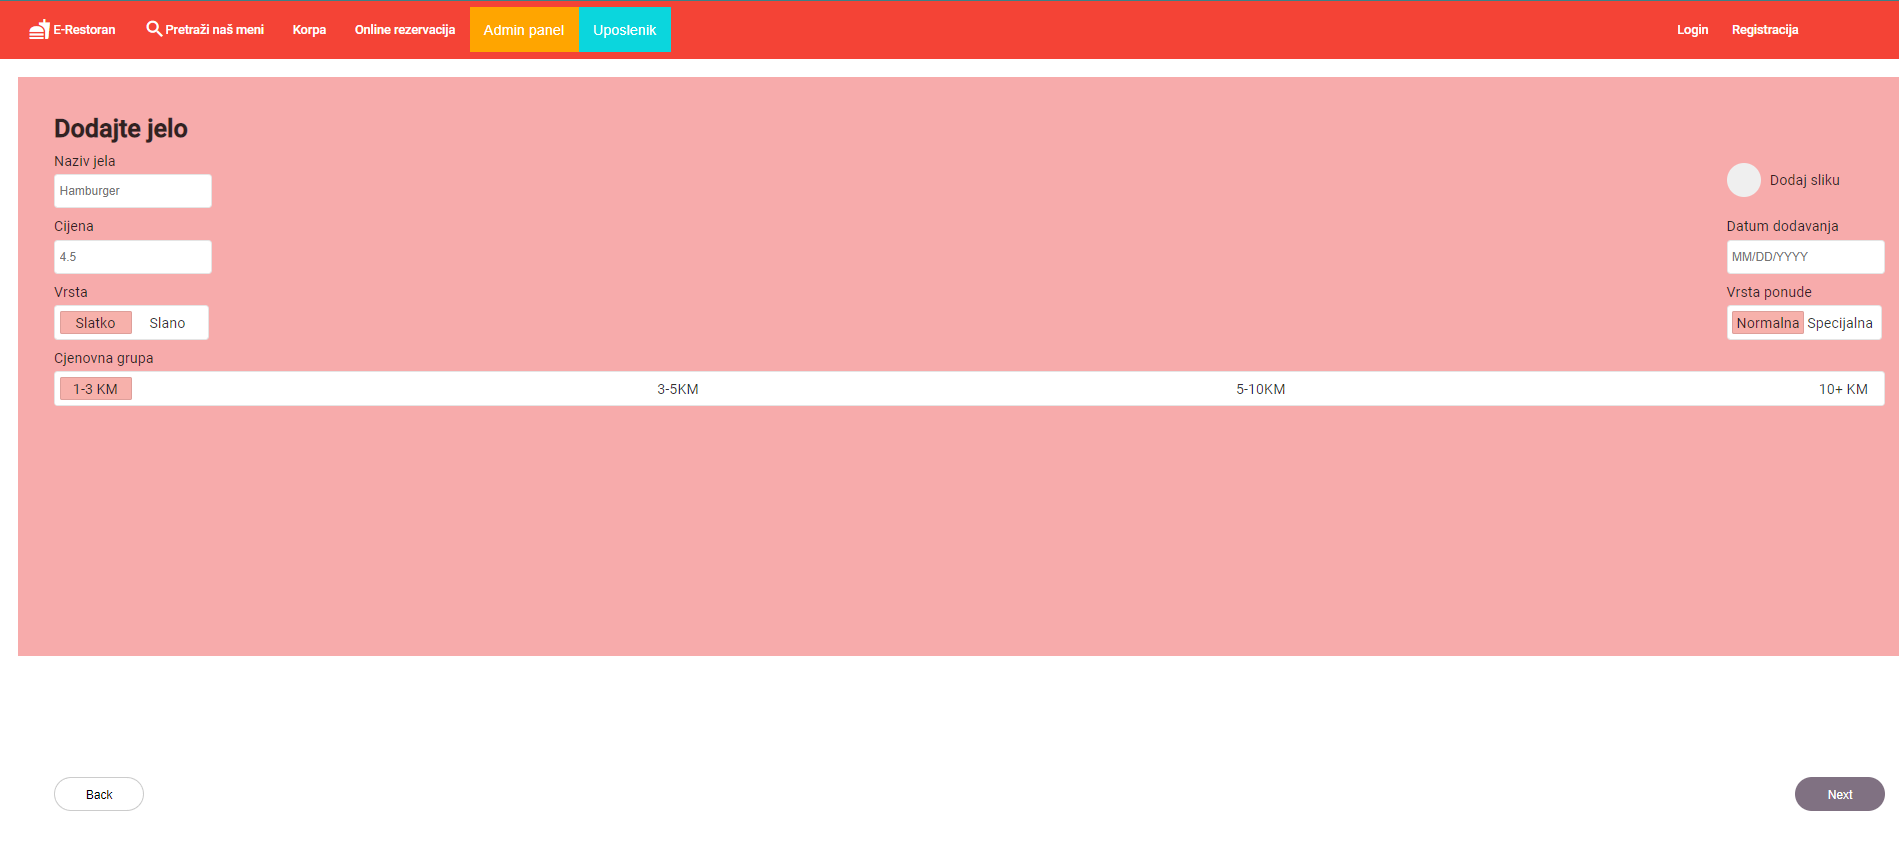 E-Restoran Pretraži naš meni Korpa Online rezervacija Admin panel Uposlenik Login Registracija
Dodajte jelo
Naziv jela
Hamburger
Dodaj sliku
Cijena
Datum dodavanja
4.5
MM/DD/YYYY
Vrsta
Vrsta ponude
Slatko Slano
Normalna Specijalna
Cjenovna grupa
1-3 KM 3-5KM 5-10KM 10+ KM
Back
Next